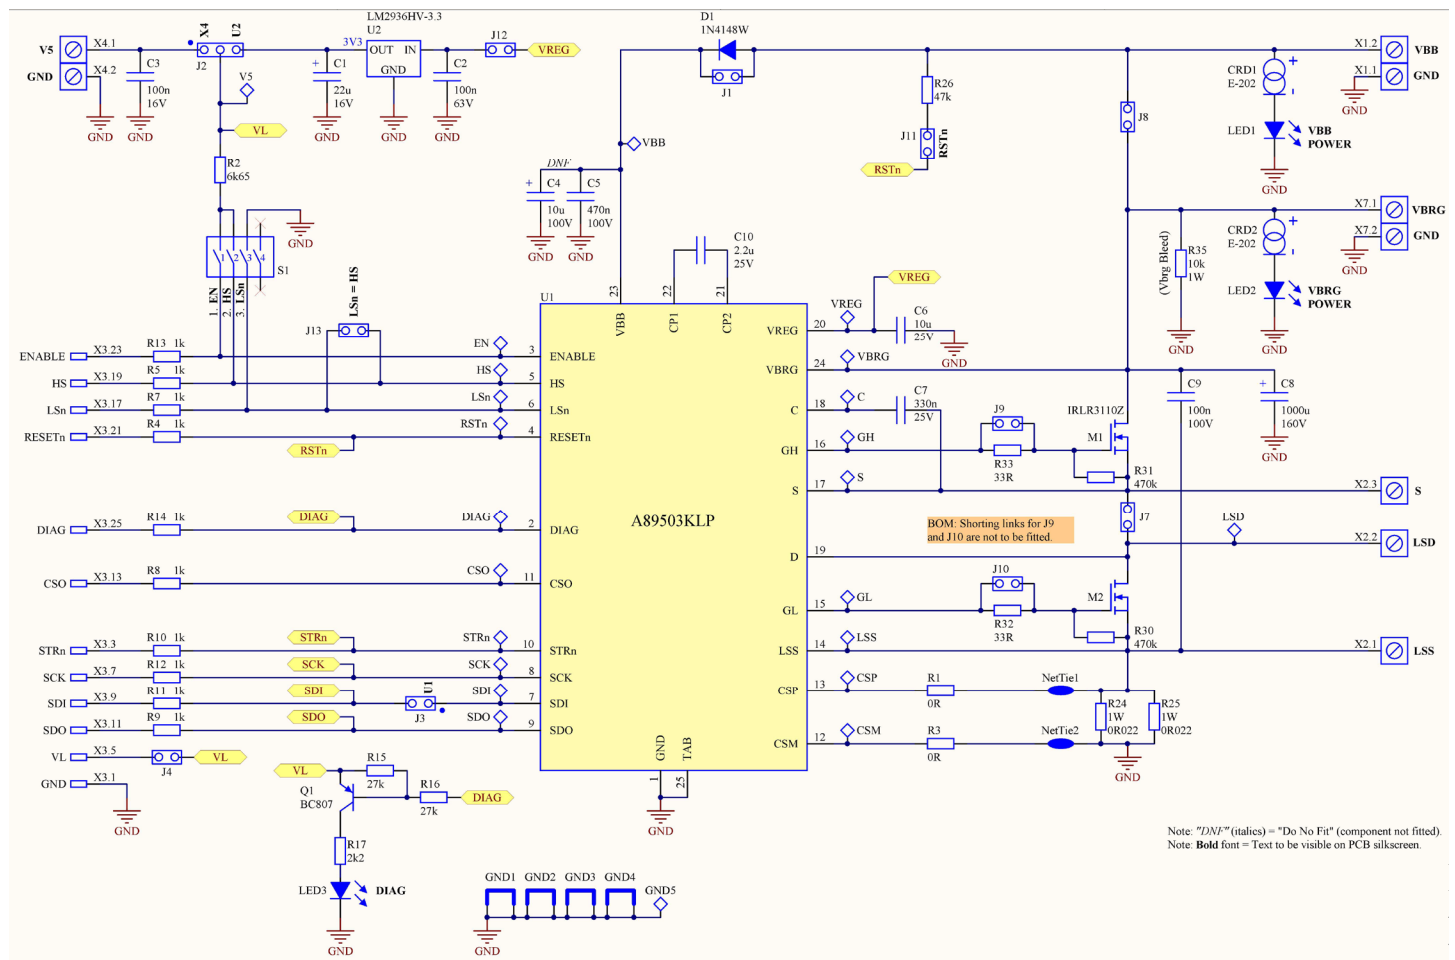 LM2936HV-3.3
U2
D1
1N4148W
X4
U2
V5
X4.1
3V3
OUT IN
GND
J12
VREG
X1.2
VBB
GND
X4.2
J2
C3
100n
16V
V5
C1
22u
16V
C2
100n
63V
J1
R26
47k
CRD1
E-202
X1.1
GND
GND
GND
GND
GND
GND
GND
VL
J11
RSTn
J8
LED1
VBB
POWER
VBB
R2
6k65
DNF
C4
10u
100V
C5
470n
100V
RSTn
GND
X7.1
VBRG
GND
GND
GND
C10
2.2u
25V
(Vbrg Bleed)
R35
10k
1W
CRD2
E-202
X7.2
GND
GND
1 2 3 4
S1
1. EN
2. HS
3. LSn
LSn = HS
J13
LED2
VBRG
POWER
U1
23
VBB
22
CP1
21
CP2
VREG
VREG
C6
10u
25V
GND
GND
GND
20
VREG
ENABLE
X3.23
R13 1k
EN
3
ENABLE
VBRG
24
VBRG
HS
X3.19
R5 1k
HS
5
HS
C9
100n
100V
C8
1000u
160V
LSn
X3.17
R7 1k
LSn
6
LSn
C
18
C
C7
330n
25V
J9
IRLR3110Z
RESETn
X3.21
R4 1k
RSTn
4
RESETn
GH
16
GH
M1
GND
RSTn
R33
33R
R31
470k
S
17
S
X2.3
S
DIAG
X3.25
R14 1k
DIAG
DIAG
2
DIAG
A89503KLP
BOM: Shorting links for J9
and J10 are not to be fitted.
J7
LSD
X2.2
LSD
D
19
CSO
X3.13
R8 1k
CSO
11
CSO
J10
M2
GL
15
GL
R32
33R
R30
470k
STRn
X3.3
R10 1k
STRn
STRn
10
STRn
LSS
14
LSS
X2.1
LSS
SCK
X3.7
R12 1k
SCK
SCK
8
SCK
SDI
X3.9
R11 1k
SDI
U1
J3
SDI
7
SDI
CSP
13
CSP
R1
0R
NetTie1
R24
1W
0R022
R25
1W
0R022
SDO
X3.11
R9 1k
SDO
SDO
9
SDO
CSM
12
CSM
R3
0R
NetTie2
GND
VL
X3.5
J4
VL
GND
TAB
1
25
GND
GND
X3.1
GND
VL
R15
27k
Q1
BC807
R16
27k
DIAG
R17
2k2
LED3
DIAG
GND
GND1
GND2
GND3
GND4
GND5
GND
Note: "DNF" (italics) = "Do No Fit" (component not fitted).
Note: Bold font = Text to be visible on PCB silkscreen.